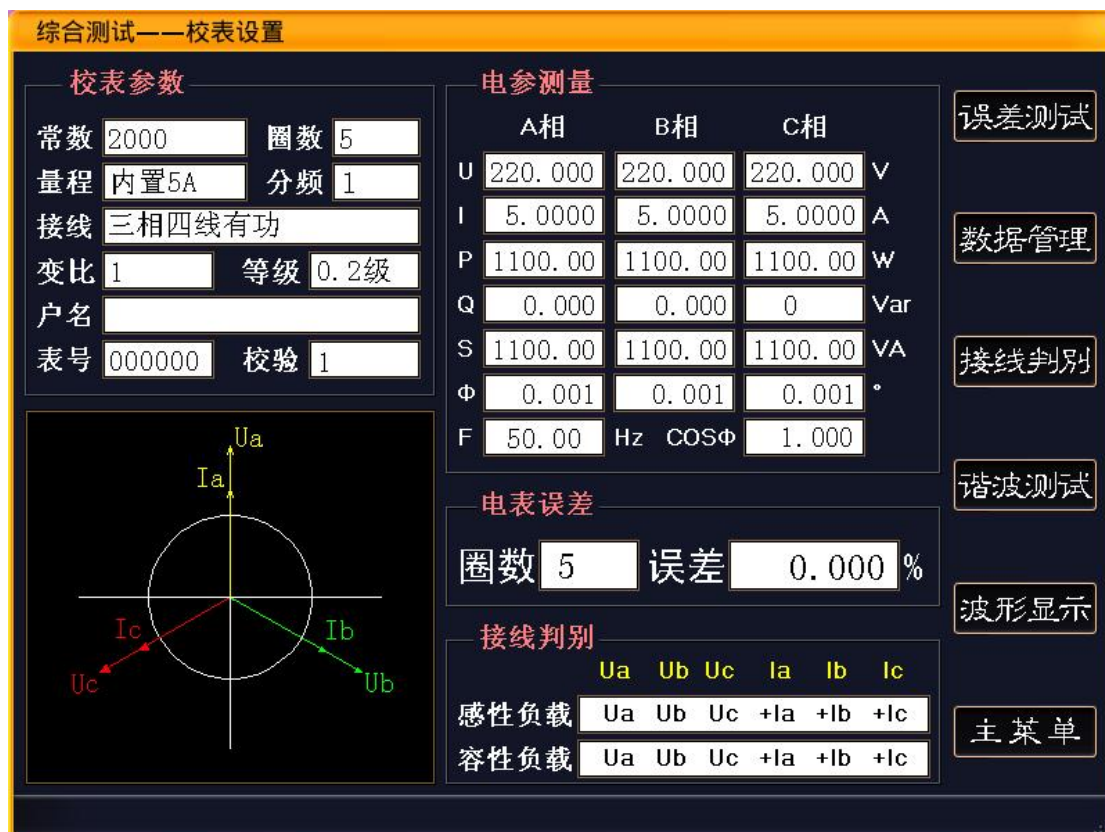 综合测试——校表设置
校表参数
常数 2000 圈数 5
量程 内置5A 分频 1
接线 三相四线有功
变比 1 等级 0.2级
户名
表号 000000 校验 1
Ua
Ia
Ic
Ib
Uc
Ub
电参测量
A相 B相 C相
U 220.000 220.000 220.000 V
I 5.0000 5.0000 5.0000 A
P 1100.00 1100.00 1100.00 W
Q 0.000 0.000 0 Var
S 1100.00 1100.00 1100.00 VA
Φ 0.001 0.001 0.001 °
F 50.00 Hz COSΦ 1.000
电表误差
圈数 5 误差 0.000 %
接线判别
Ua Ub Uc Ia Ib Ic
感性负载 Ua Ub Uc +Ia +Ib +Ic
容性负载 Ua Ub Uc +Ia +Ib +Ic
误差测试
数据管理
接线判别
谐波测试
波形显示
主菜单